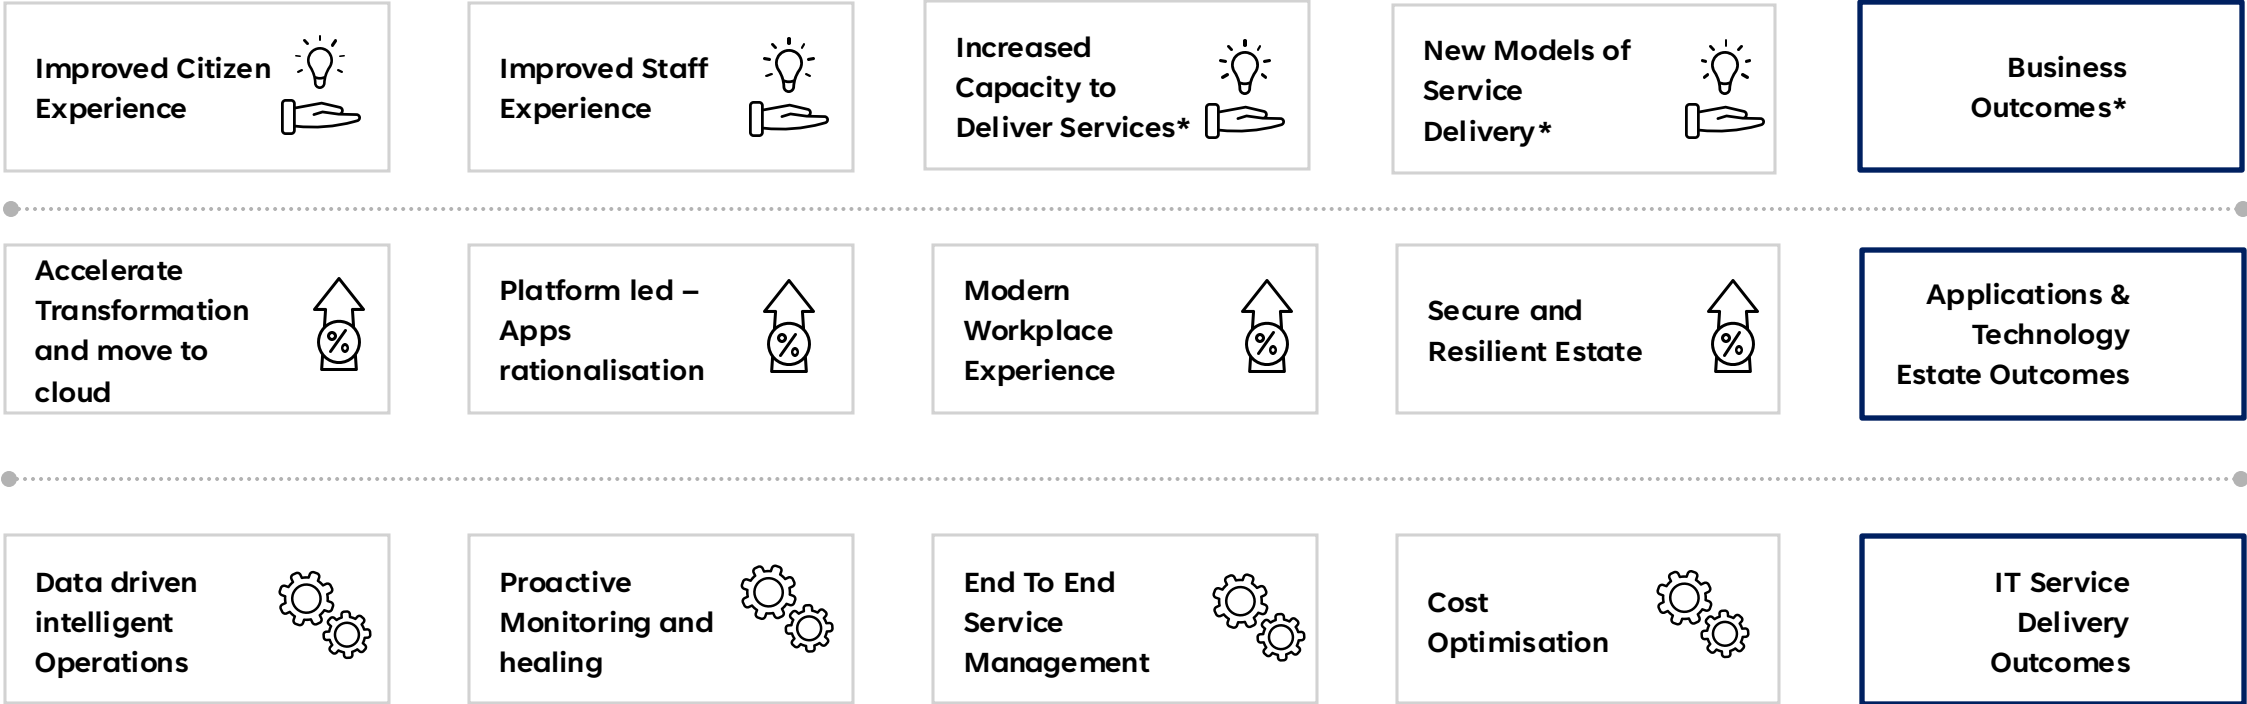 Improved Citizen
Experience
Improved Staff
Experience
Increased
Capacity to
Deliver Services*
New Models of
Service
Delivery*
Business
Outcomes*
Accelerate
Transformation
and move to
cloud
Platform led –
Apps
rationalisation
Modern
Workplace
Experience
Secure and
Resilient Estate
Applications &
Technology
Estate Outcomes
Data driven
intelligent
Operations
Proactive
Monitoring and
healing
End To End
Service
Management
Cost
Optimisation
IT Service
Delivery
Outcomes